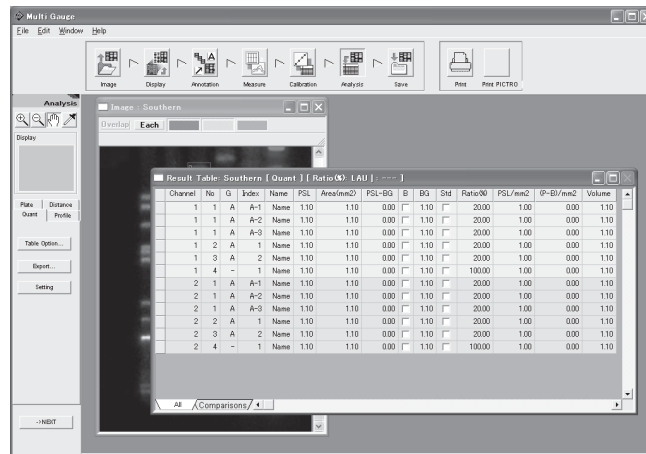 Multi Gauge
File Edit Window Help
Image Display Annotation Measure Calibration Analysis Save Print Print PICTRO
Analysis
Display
Plate Distance
Quant Profile
Table Option...
Export...
Setting
->NEXT
Image : Southern
Overlap Each
Result Table: Southern [ Quant ] [ Ratio(%): LAU ] : --- ]
Channel No G Index Name PSL Area(mm2) PSL-BG B BG Std Ratio(%) PSL/mm2 (P-B)/mm2 Volume
1 1 A A-1 Name 1.10 1.10 0.00 1.10 20.00 1.00 0.00 1.10
1 1 A A-2 Name 1.10 1.10 0.00 1.10 20.00 1.00 0.00 1.10
1 1 A A-3 Name 1.10 1.10 0.00 1.10 20.00 1.00 0.00 1.10
1 2 A 1 Name 1.10 1.10 0.00 1.10 20.00 1.00 0.00 1.10
1 3 A 2 Name 1.10 1.10 0.00 1.10 20.00 1.00 0.00 1.10
1 4 - 1 Name 1.10 1.10 0.00 1.10 100.00 1.00 0.00 1.10
2 1 A A-1 Name 1.10 1.10 0.00 1.10 20.00 1.00 0.00 1.10
2 1 A A-2 Name 1.10 1.10 0.00 1.10 20.00 1.00 0.00 1.10
2 1 A A-3 Name 1.10 1.10 0.00 1.10 20.00 1.00 0.00 1.10
2 2 A 1 Name 1.10 1.10 0.00 1.10 20.00 1.00 0.00 1.10
2 3 A 2 Name 1.10 1.10 0.00 1.10 20.00 1.00 0.00 1.10
2 4 - 1 Name 1.10 1.10 0.00 1.10 100.00 1.00 0.00 1.10
All Comparisons